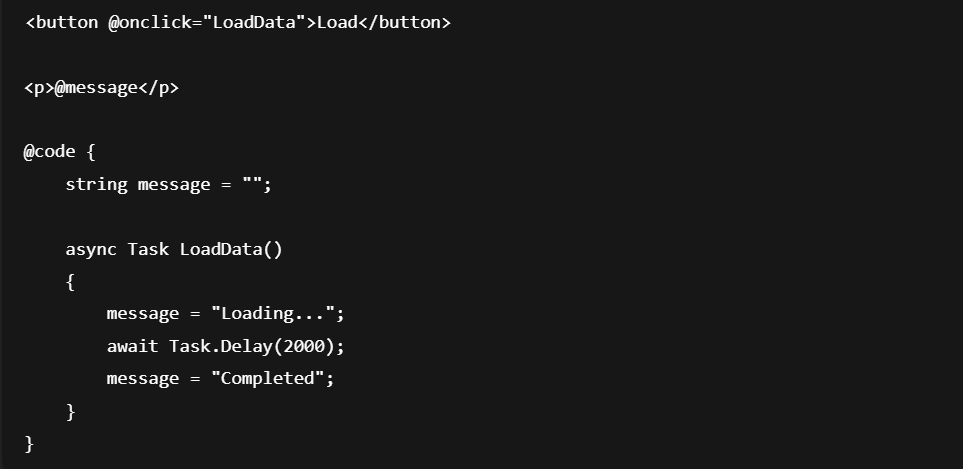 <button @onclick="LoadData">Load</button>
<p>@message</p>
@code {
    string message = "";
    async Task LoadData()
    {
        message = "Loading...";
        await Task.Delay(2000);
        message = "Completed";
    }
}